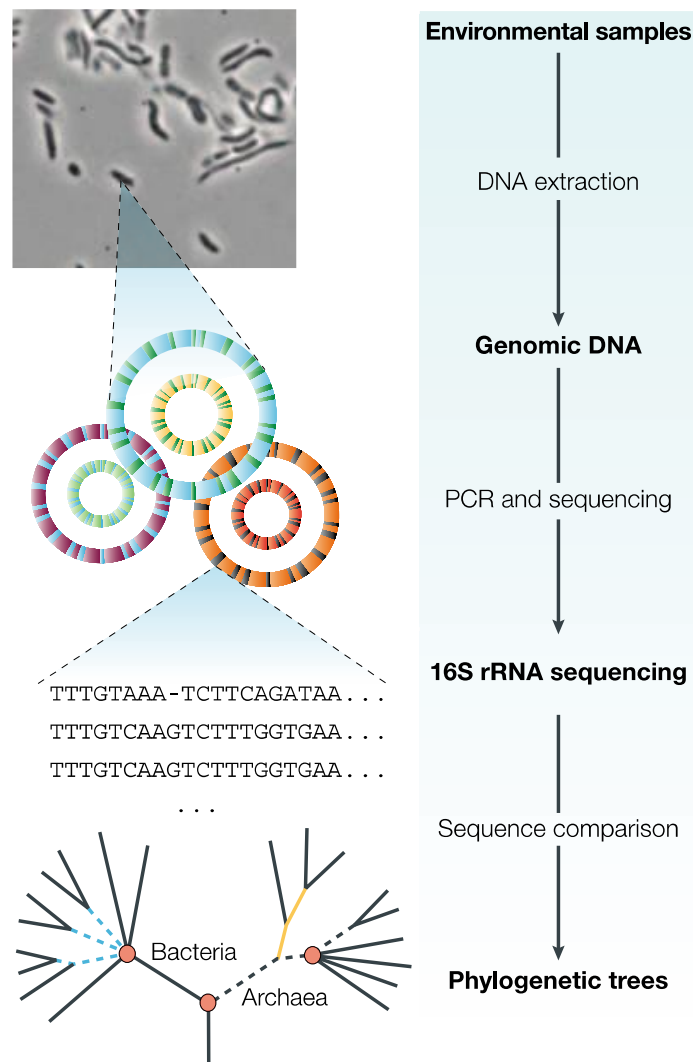 Environmental samples
DNA extraction
Genomic DNA
PCR and sequencing
16S rRNA sequencing
Sequence comparison
Phylogenetic trees
TTTGTAAA-TCTTCAGATAA...
TTTGTCAAGTCTTTGGTGAA...
TTTGTCAAGTCTTTGGTGAA...
...
Bacteria
Archaea